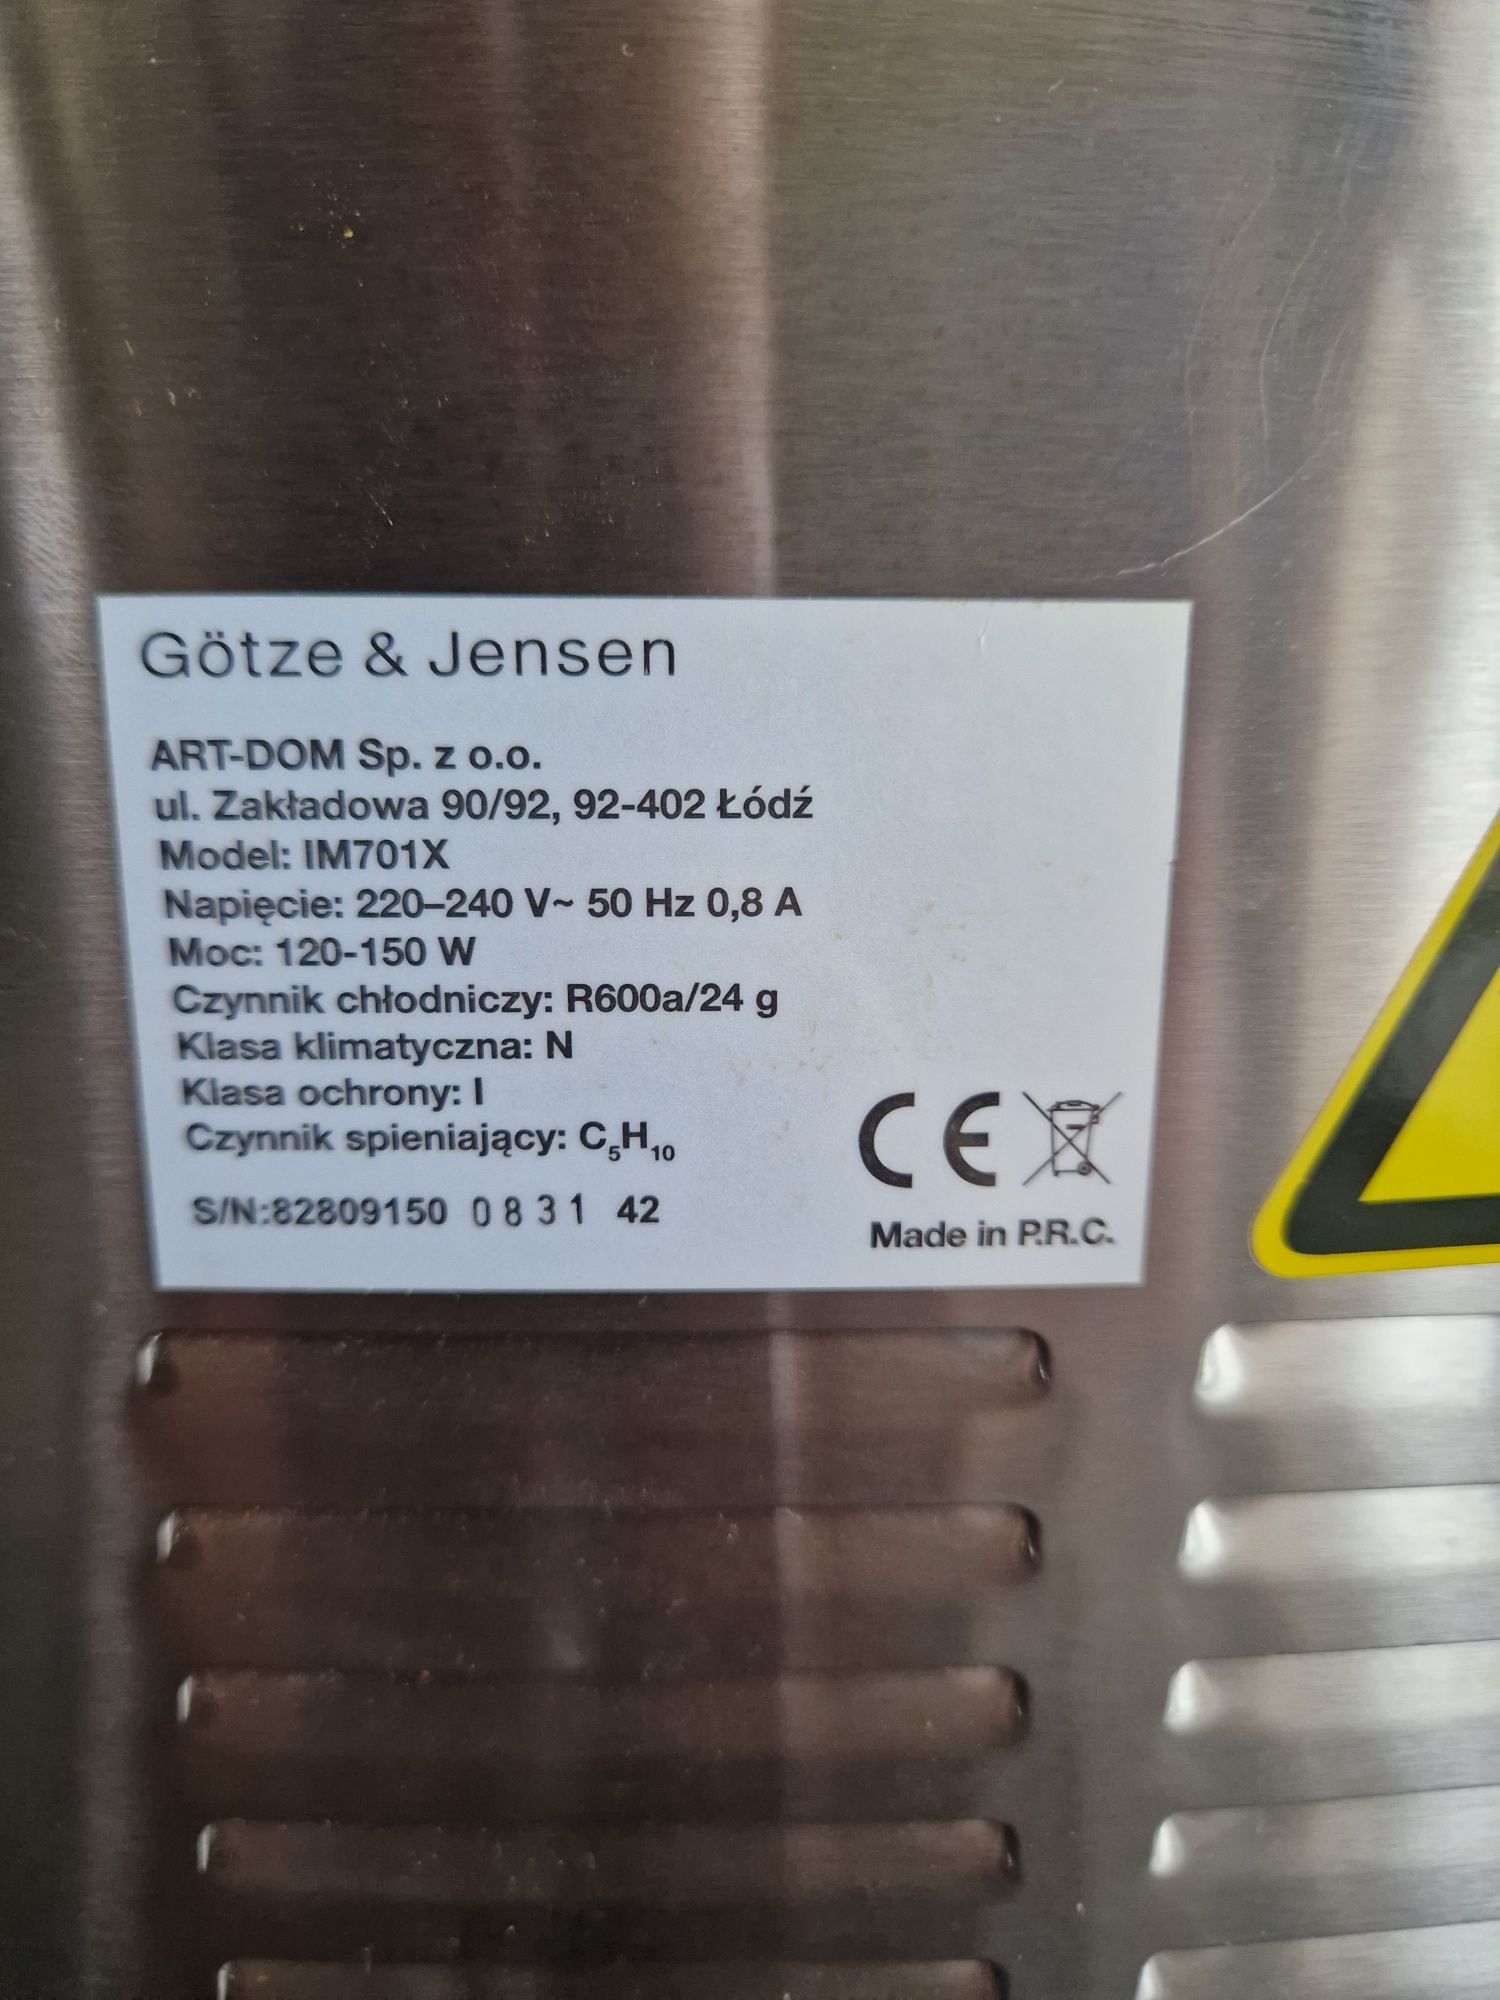 Götze & Jensen
ART-DOM Sp. z o.o.
ul. Zakładowa 90/92, 92-402 Łódź
Model: IM701X
Napięcie: 220–240 V~ 50 Hz 0,8 A
Moc: 120-150 W
Czynnik chłodniczy: R600a/24 g
Klasa klimatyczna: N
Klasa ochrony: I
Czynnik spieniający: C₅H₁₀
S/N:82809150 0831 42
CE
Made in P.R.C.